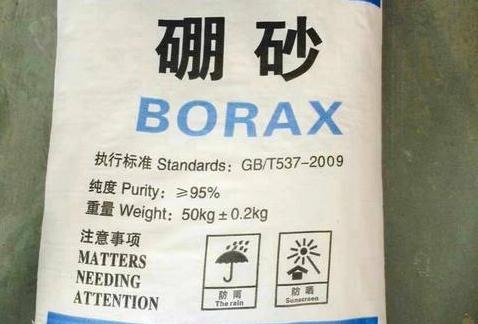 硼砂
BORAX
执行标准 Standards: GB/T537-2009
纯度 Purity: ≥95%
重量 Weight: 50kg±0.2kg
注意事项
MATTERS
NEEDING
ATTENTION
防雨
The rain
防晒
Sunscreen